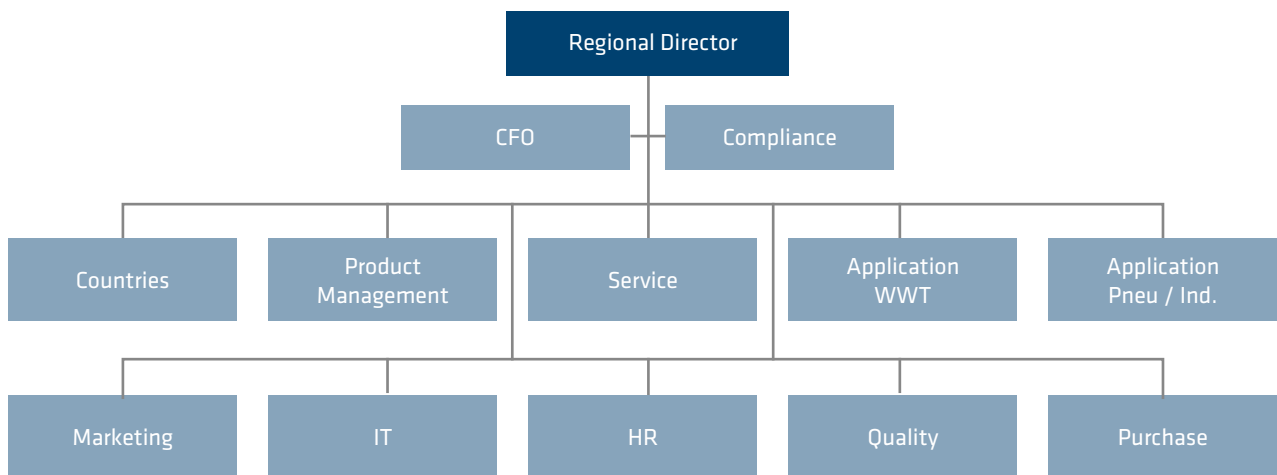 Regional Director
CFO
Compliance
Countries
Product
Management
Service
Application
WWT
Application
Pneu / Ind.
Marketing
IT
HR
Quality
Purchase